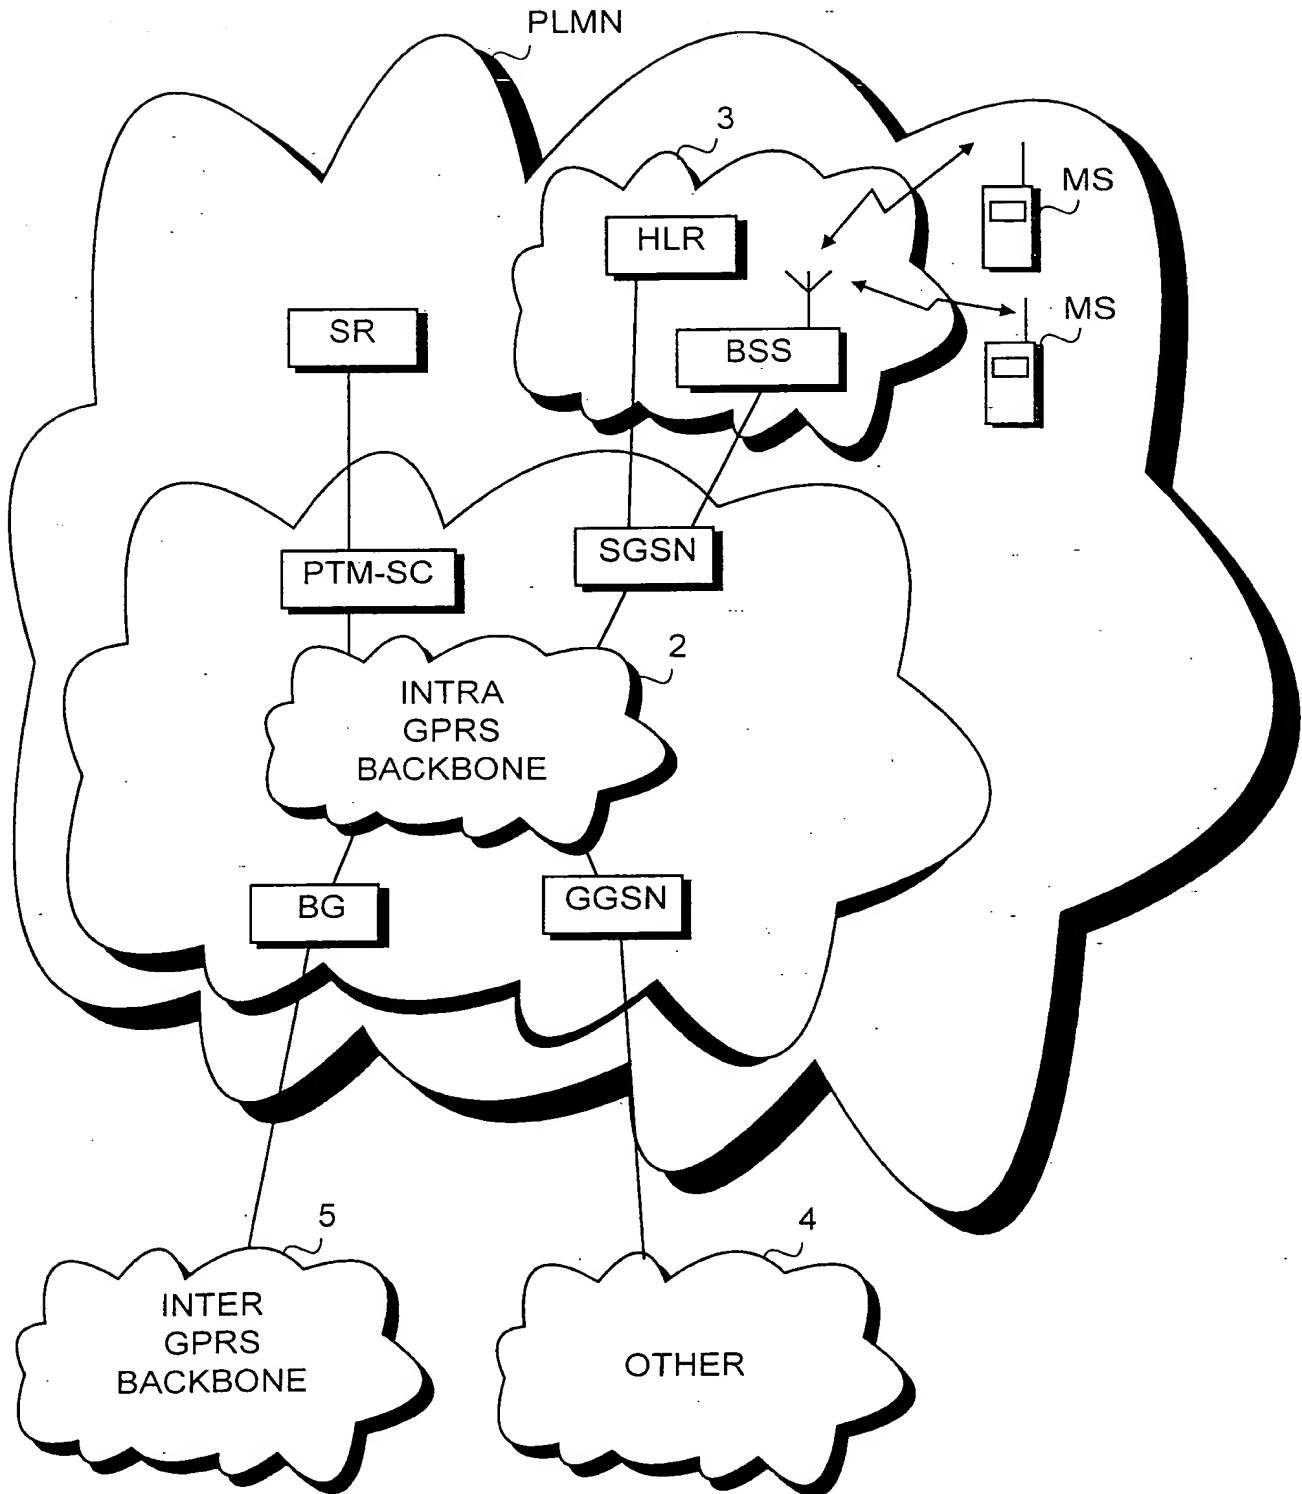 PLMN
3
MS
HLR
MS
SR
BSS
SGSN
PTM-SC
2
INTRA
GPRS
BACKBONE
BG
GGSN
5
4
INTER
GPRS
BACKBONE
OTHER